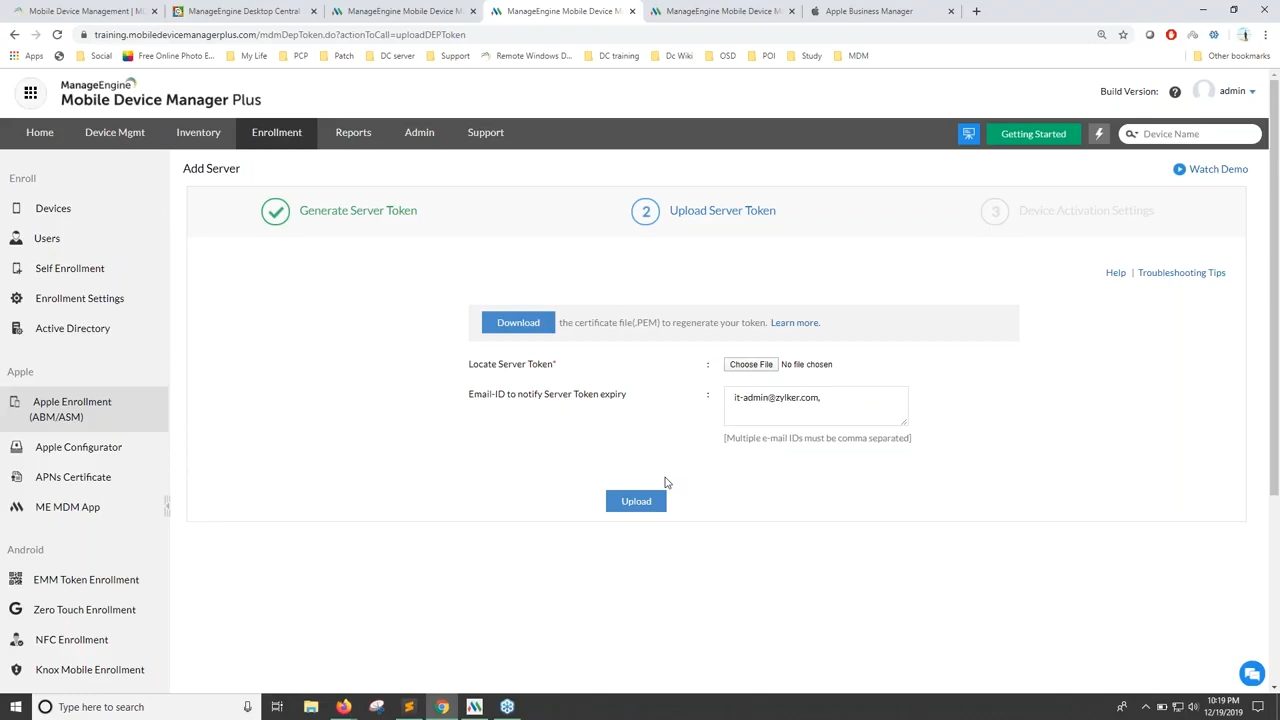 Mobile Device Management | MD
ManageEngine Desktop Central
ManageEngine Mobile Device M
ManageEngine Mobile Device M
ManageEngine Mobile Device M
Apple Business Manager
training.mobiledevicemanagerplus.com/mdmDepToken.do?actionToCall=uploadDEPToken
Apps
Social
Free Online Photo E...
My Life
PCP
Patch
DC server
Support
Remote Windows D...
DC training
Dc Wiki
OSD
POI
Study
MDM
Other bookmarks
ManageEngine
Mobile Device Manager Plus
Build Version:
admin
Home
Device Mgmt
Inventory
Enrollment
Reports
Admin
Support
Getting Started
Device Name
Enroll
Devices
Users
Self Enrollment
Enrollment Settings
Active Directory
Apple
Apple Enrollment
(ABM/ASM)
Apple Configurator
APNs Certificate
ME MDM App
Android
EMM Token Enrollment
Zero Touch Enrollment
NFC Enrollment
Knox Mobile Enrollment
Add Server
Watch Demo
Generate Server Token
2 Upload Server Token
3 Device Activation Settings
Help | Troubleshooting Tips
Download the certificate file(.PEM) to regenerate your token. Learn more.
Locate Server Token* : Choose File No file chosen
Email-ID to notify Server Token expiry : it-admin@zylker.com,
[Multiple e-mail IDs must be comma separated]
Upload
Type here to search
10:19 PM
12/19/2019